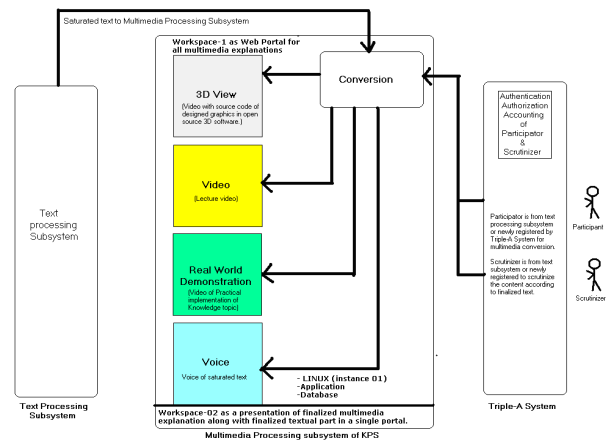 Saturated text to Multimedia Processing Subsystem
Workspace-1 as Web Portal for
all multimedia explanations
Conversion
3D View
(Video with source code of
designed graphics in open
source 3D software.)
Video
(Lecture video)
Real World
Demonstration
(Video of Practical
implementation of
Knowledge topic)
Voice
Voice of saturated text
- LINUX (instance 01)
- Application
- Database
Workspace-02 as a presentation of finalized multimedia
explanation along with finalized textual part in a single portal.
Multimedia Processing subsystem of KPS
Text
processing
Subsystem
Text Processing
Subsystem
Authentication
Authorization
Accounting
of
Participator
&
Scrutinizer
Participator is from text
processing subsystem
or newly registered by
Triple-A System for
multimedia conversion.
Scrutinizer is from text
subsystem or newly
registered to scrutinize
the content according
to finalized text.
Triple-A System
Participant
Scrutinizer